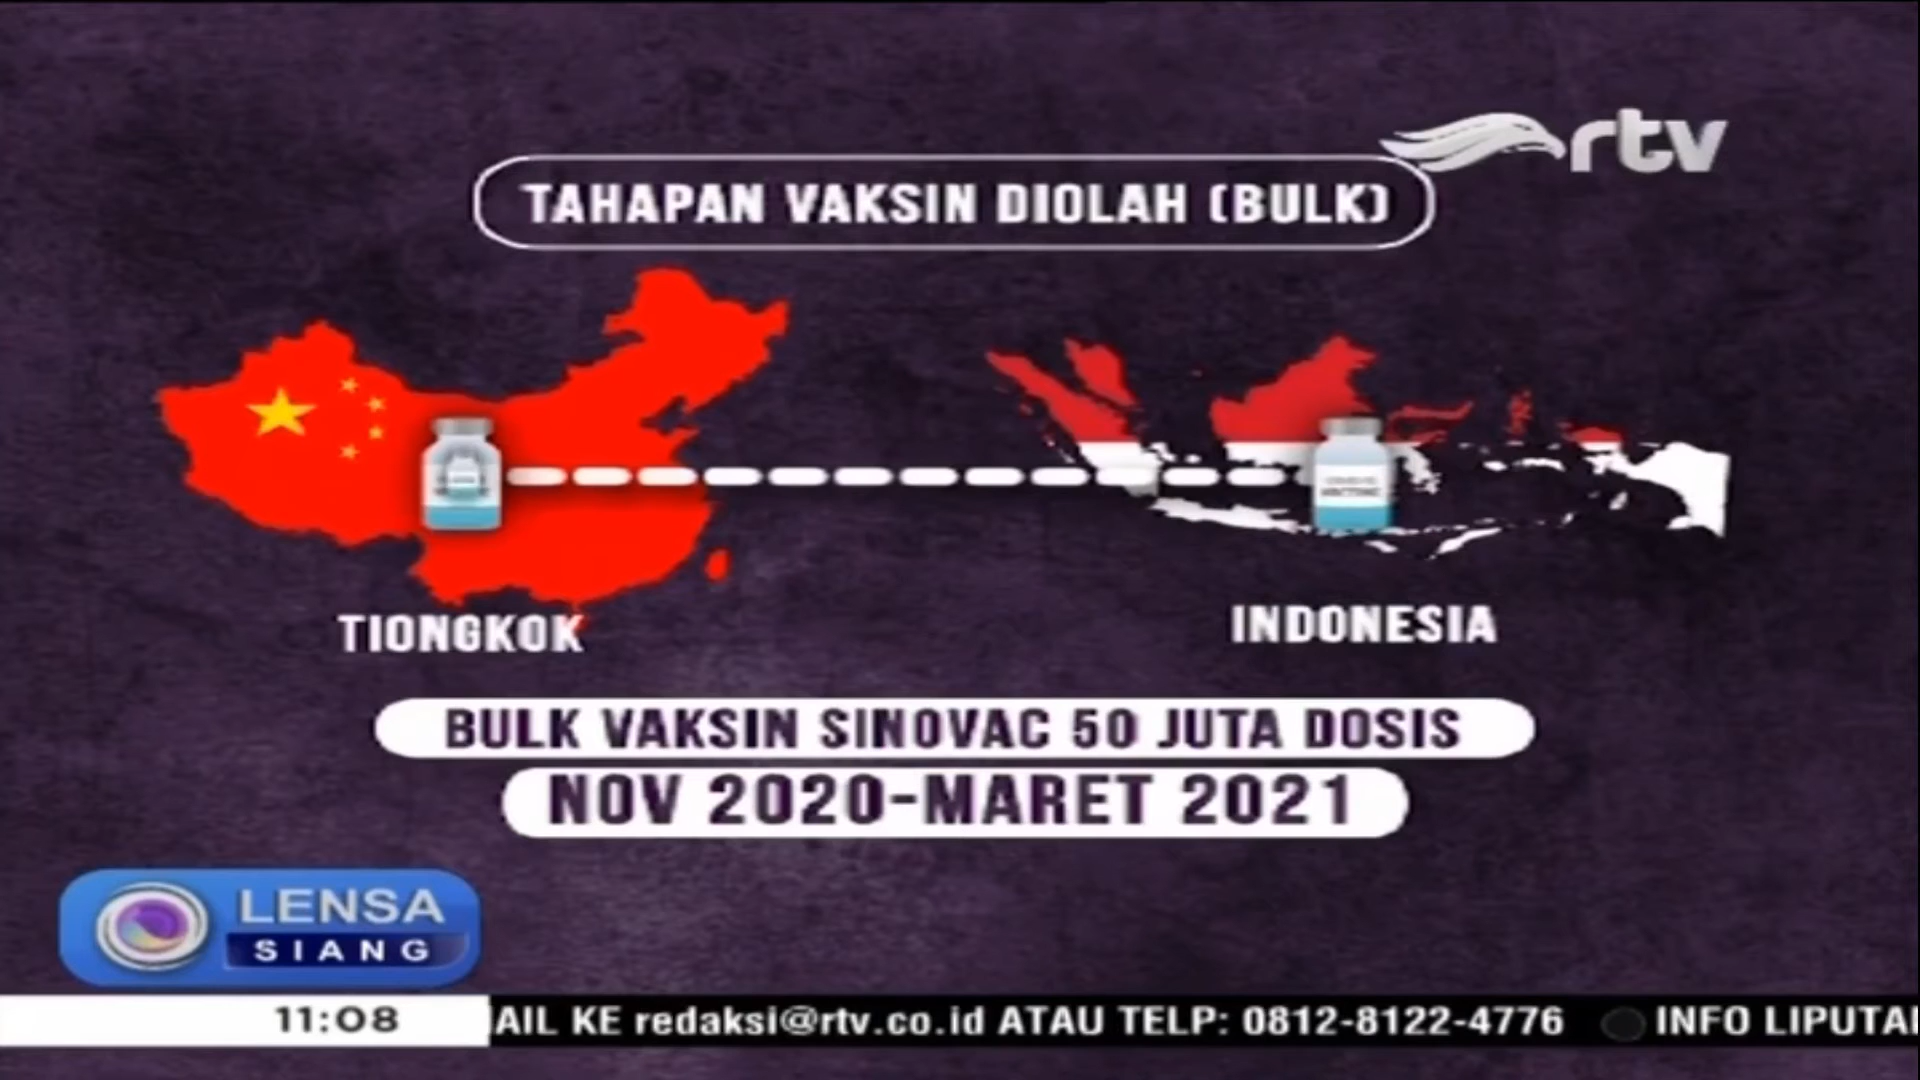 rtv
TAHAPAN VAKSIN DIOLAH (BULK)
TIONGKOK
INDONESIA
BULK VAKSIN SINOVAC 50 JUTA DOSIS
NOV 2020-MARET 2021
LENSA
SIANG
11:08
AIL KE redaksi@rtv.co.id ATAU TELP: 0812-8122-4776 INFO LIPUTA